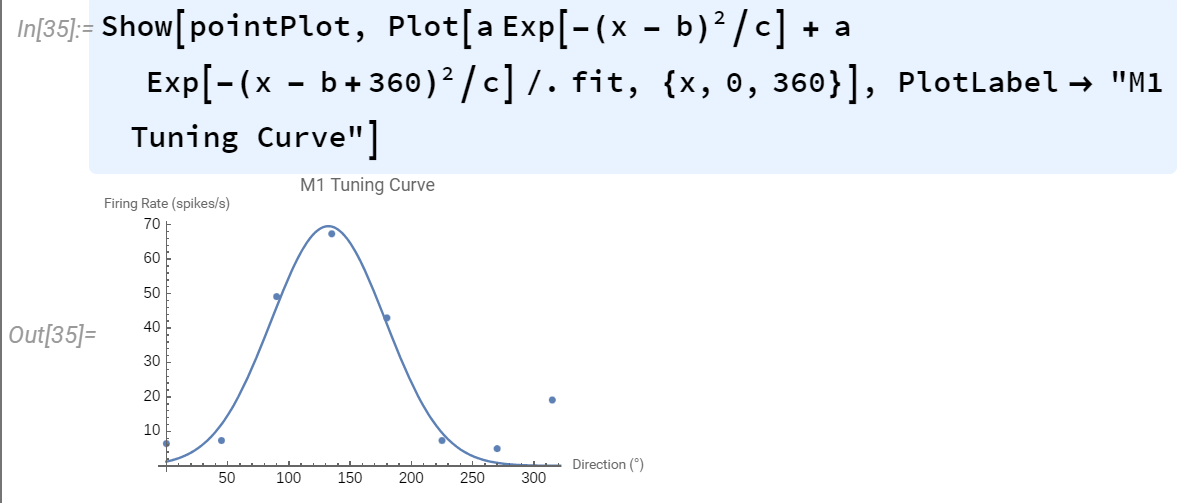 In[35]:= Show[pointPlot, Plot[a Exp[-(x - b)²/c] + a
Exp[-(x - b+360)²/c] /. fit, {x, 0, 360}], PlotLabel → "M1
Tuning Curve"]
M1 Tuning Curve
Firing Rate (spikes/s)
70
60
50
40
Out[35]=
30
20
10
Direction (°)
50 100 150 200 250 300